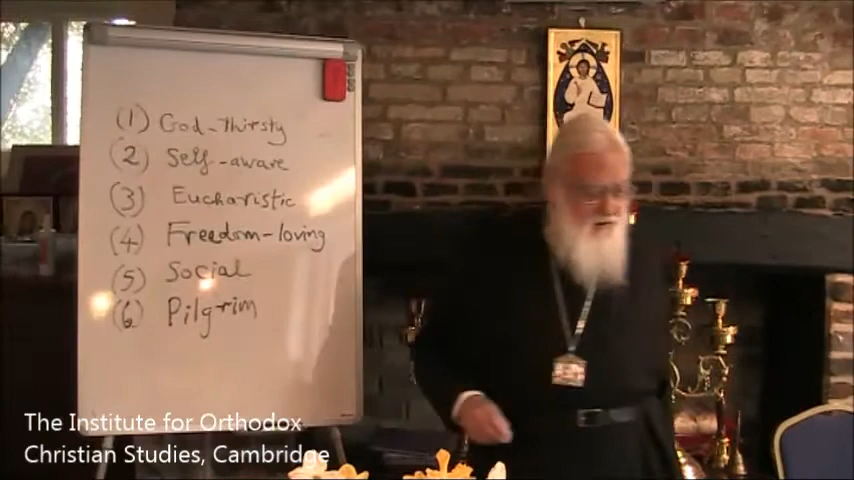 (1) God-Thirsty
(2) Self-aware
(3) Eucharistic
(4) Freedom-loving
(5) Social
(6) Pilgrim
The Institute for Orthodox
Christian Studies, Cambridge